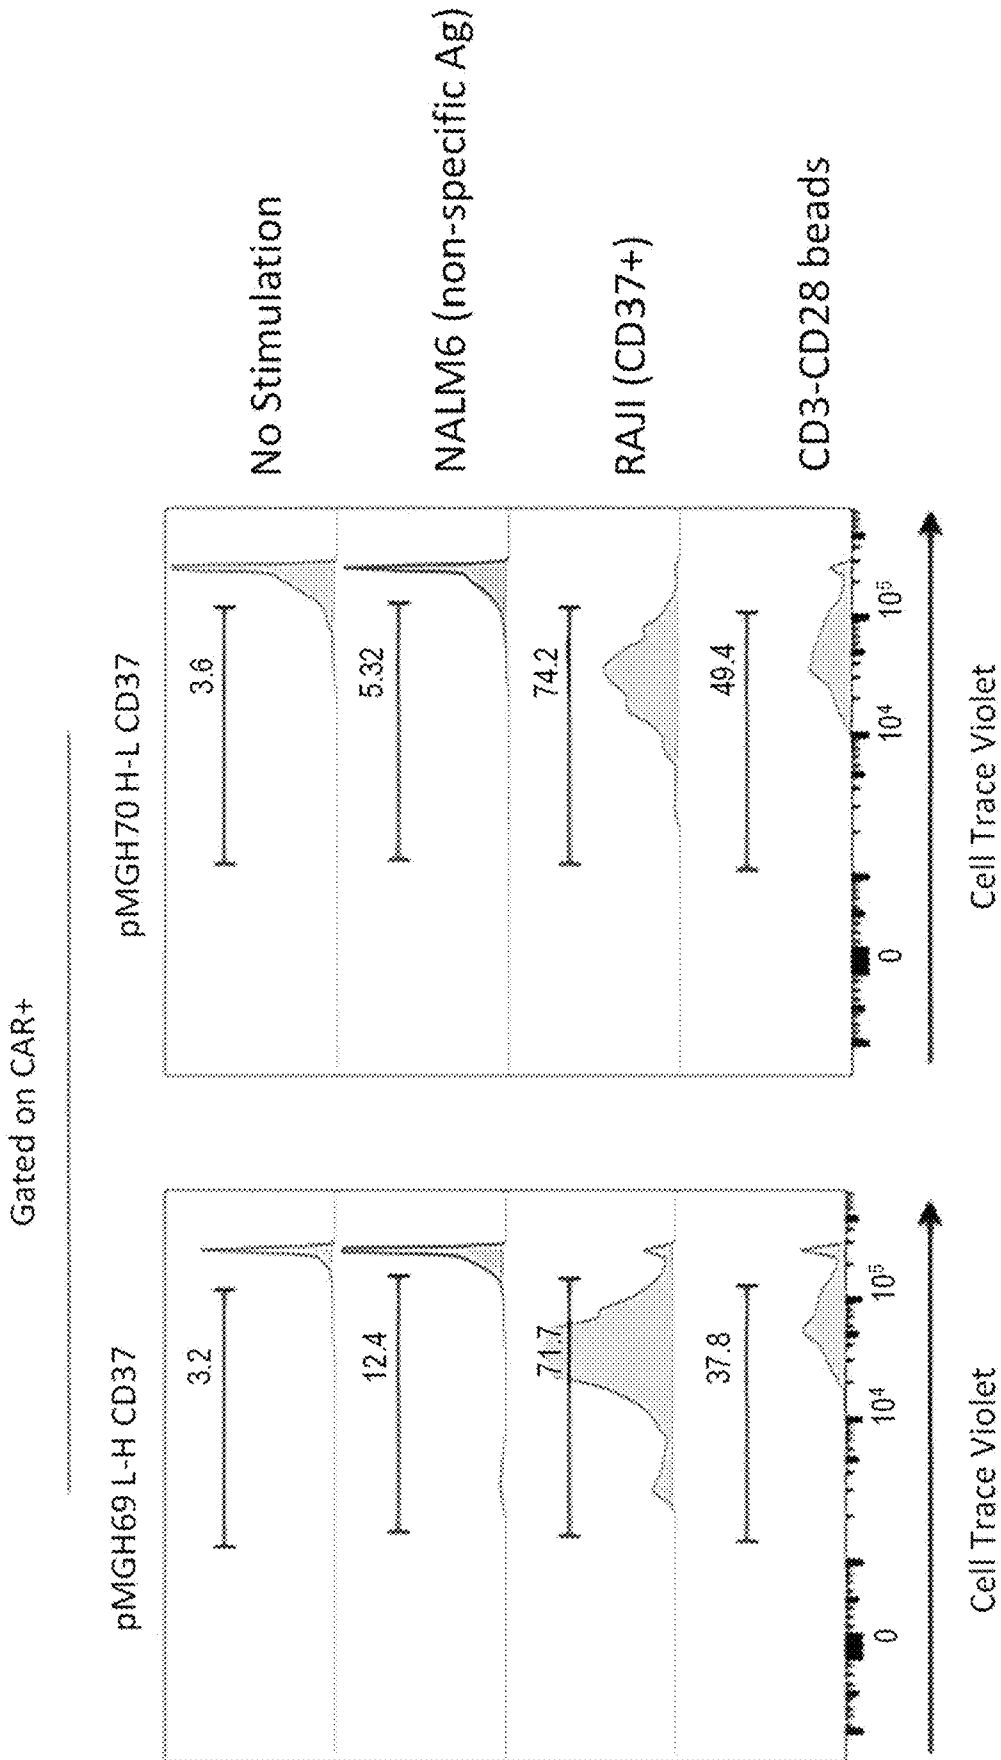 Gated on CAR+
pMGH69 L-H CD37
pMGH70 H-L CD37
3.2
3.6
No Stimulation
12.4
5.32
NALM6 (non-specific Ag)
71.7
74.2
RAJI (CD37+)
37.8
49.4
CD3-CD28 beads
0 10⁴ 10⁵
0 10⁴ 10⁵
Cell Trace Violet
Cell Trace Violet